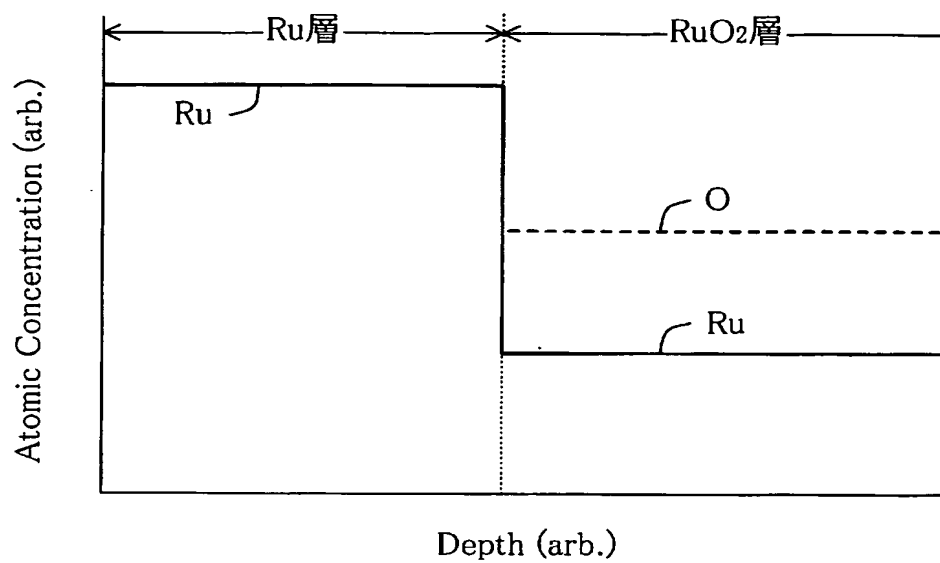 Ru層
RuO₂層
Ru
O
Ru
Atomic Concentration (arb.)
Depth (arb.)